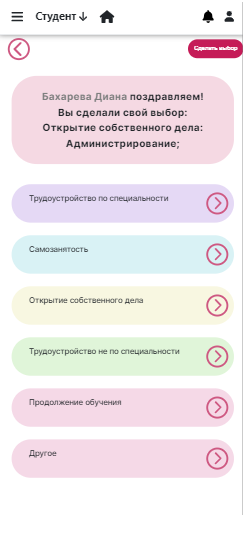 Студент
Сделать выбор
Бахарева Диана поздравляем!
Вы сделали свой выбор:
Открытие собственного дела:
Администрирование;
Трудоустройство по специальности
Самозанятость
Открытие собственного дела
Трудоустройство не по специальности
Продолжение обучения
Другое